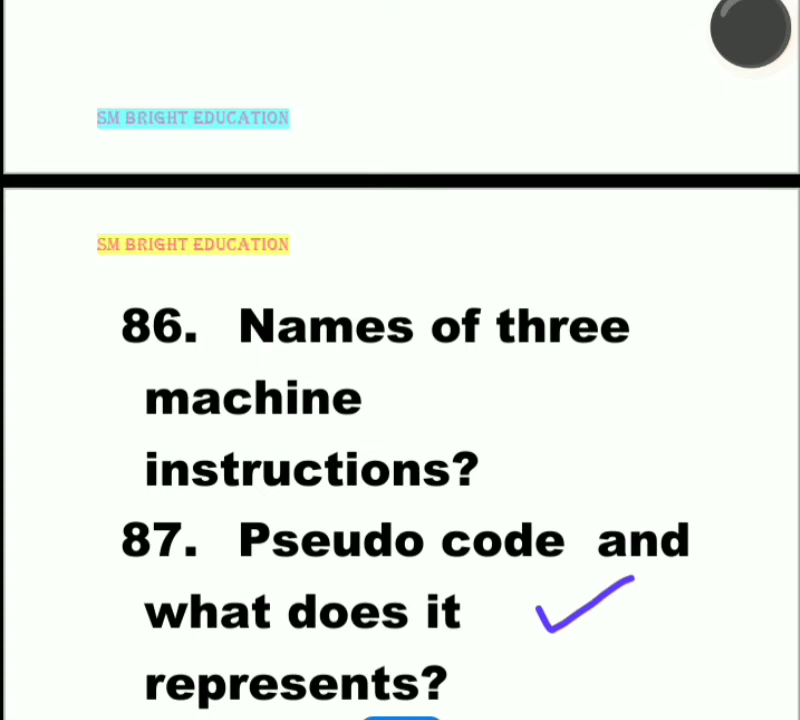 SM BRIGHT EDUCATION
SM BRIGHT EDUCATION
86. Names of three
machine
instructions?
87. Pseudo code and
what does it
represents?